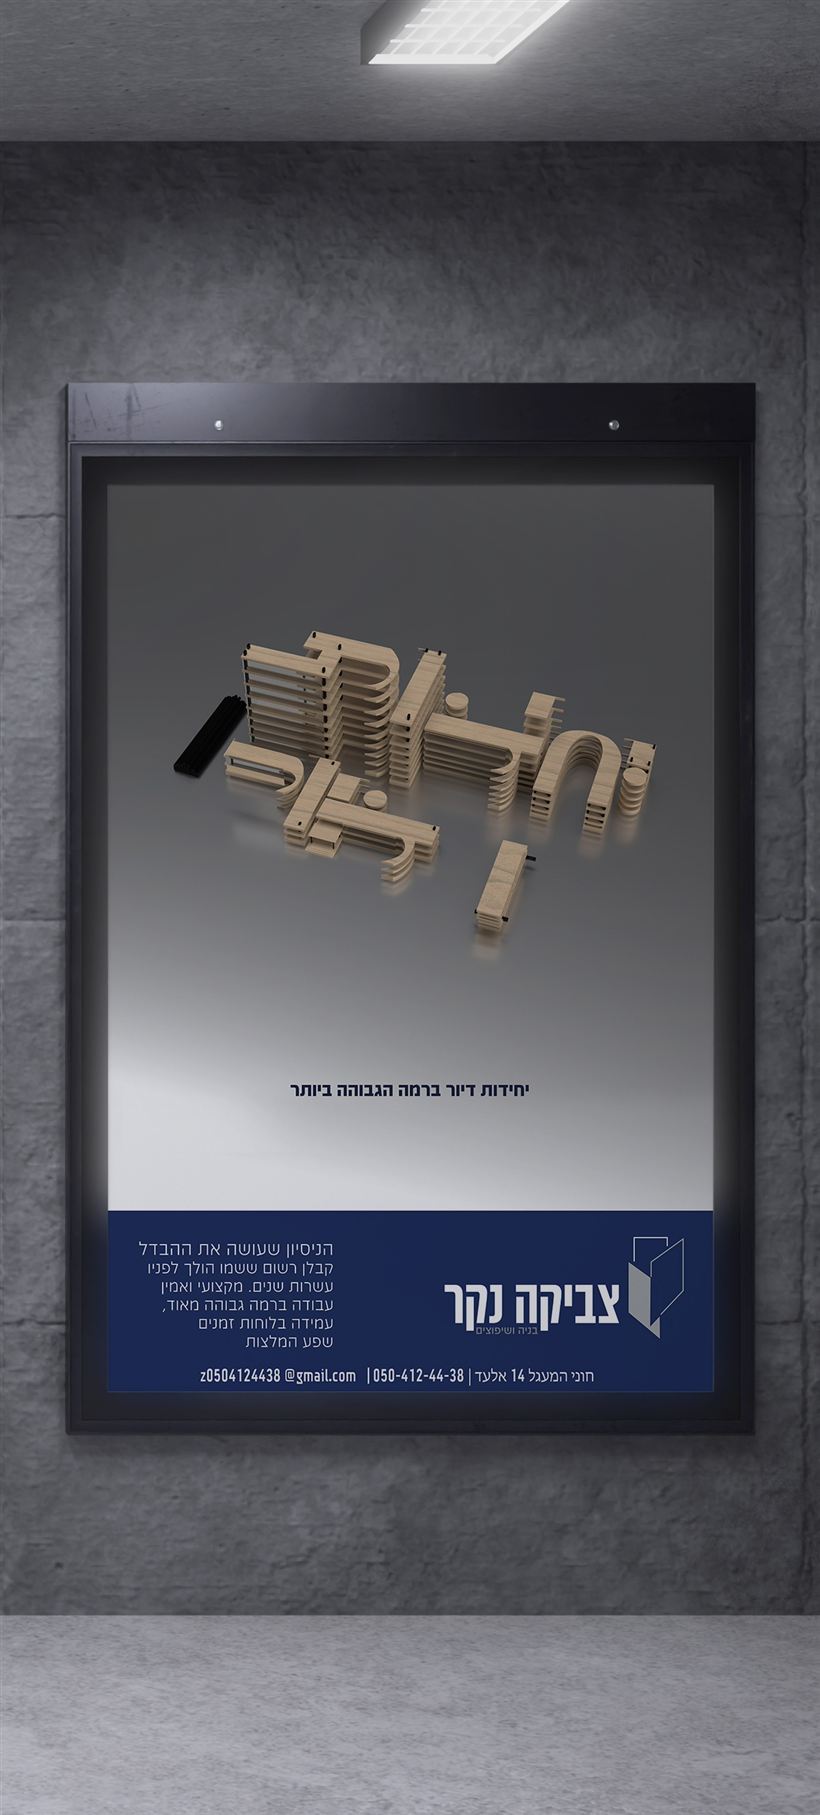 יחידות דיור ברמה הגבוהה ביותר
צביקה נקר
בניה ושיפוצים
הניסיון שעושה את ההבדל
קבלן רשום ששמו הולך לפניו
עשרות שנים. מקצועי ואמין
עבודה ברמה גבוהה מאוד,
עמידה בלוחות זמנים
שפע המלצות
חוני המעגל 14 אלעד | 050-412-44-38 | z0504124438@gmail.com